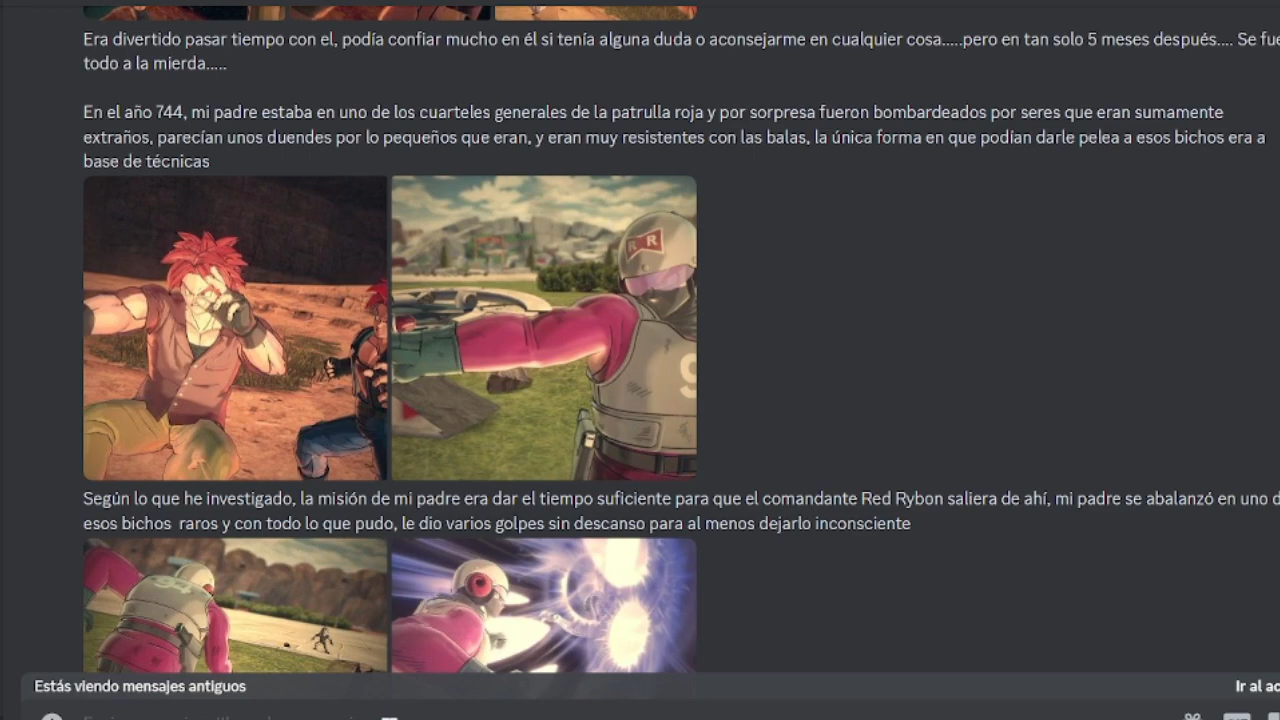 Era divertido pasar tiempo con el, podía confiar mucho en él si tenía alguna duda o aconsejarme en cualquier cosa.....pero en tan solo 5 meses después.... Se fue
todo a la mierda.....
En el año 744, mi padre estaba en uno de los cuarteles generales de la patrulla roja y por sorpresa fueron bombardeados por seres que eran sumamente
extraños, parecían unos duendes por lo pequeños que eran, y eran muy resistentes con las balas, la única forma en que podían darle pelea a esos bichos era a
base de técnicas
R R
9
Según lo que he investigado, la misión de mi padre era dar el tiempo suficiente para que el comandante Red Rybon saliera de ahí, mi padre se abalanzó en uno d
esos bichos raros y con todo lo que pudo, le dio varios golpes sin descanso para al menos dejarlo inconsciente
Estás viendo mensajes antiguos
Ir al ac